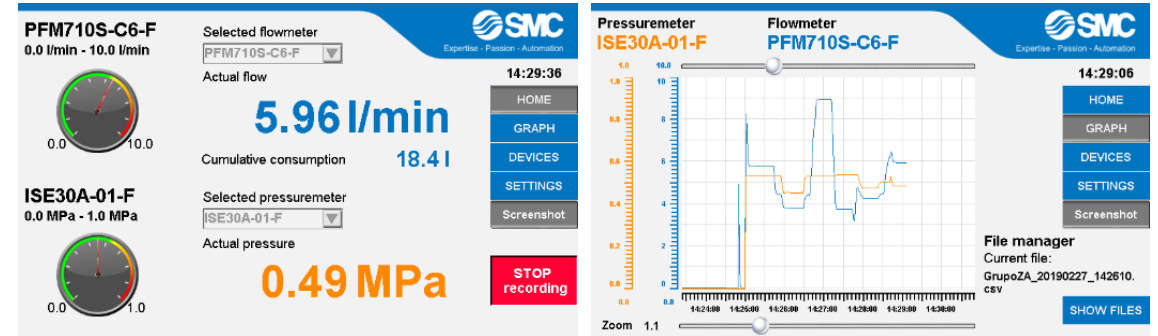 PFM710S-C6-F
0.0 l/min - 10.0 l/min
0.0
10.0
ISE30A-01-F
0.0 MPa - 1.0 MPa
0.0
1.0
Selected flowmeter
PFM710S-C6-F
Actual flow
5.96 l/min
Cumulative consumption 18.4 l
Selected pressuremeter
ISE30A-01-F
Actual pressure
0.49 MPa
SMC
Expertise - Passion - Automation
14:29:36
HOME
GRAPH
DEVICES
SETTINGS
Screenshot
STOP
recording
Pressuremeter
ISE30A-01-F
Flowmeter
PFM710S-C6-F
1.0 10.0
1.0 10
0.8 8
0.6 6
0.4 4
0.2 2
0.0 0
0.0 0.0
14:24:00 14:25:00 14:26:00 14:27:00 14:28:00 14:29:00 14:30:00
Zoom 1.1
SMC
Expertise - Passion - Automation
14:29:06
HOME
GRAPH
DEVICES
SETTINGS
Screenshot
File manager
Current file:
GrupoZA_20190227_142610.
csv
SHOW FILES